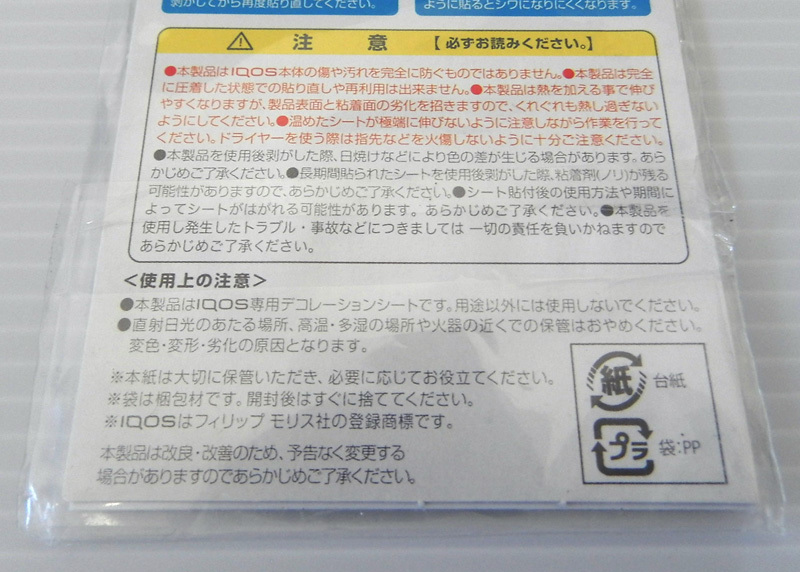 剥がしてから再度貼り直してください。
ように貼るとシワになりにくくなります。
注 意 【必ずお読みください。】
●本製品はIQOS本体の傷や汚れを完全に防ぐものではありません。●本製品は完全
に圧着した状態での貼り直しや再利用は出来ません。●本製品は熱を加える事で伸び
やすくなりますが、製品表面と粘着面の劣化を招きますので、くれぐれも熱し過ぎない
ようにしてください。●温めたシートが極端に伸びないように注意しながら作業を行って
ください。ドライヤーを使う際は指先などを火傷しないように十分ご注意ください。
●本製品を使用後剥がした際、日焼けなどにより色の差が生じる場合があります。あら
かじめご了承ください。●長期間貼られたシートを使用後剥がした際、粘着剤(ノリ)が残る
可能性がありますので、あらかじめご了承ください。●シート貼付後の使用方法や期間に
よってシートがはがれる可能性があります。あらかじめご了承ください。●本製品を
使用し発生したトラブル・事故などにつきましては 一切の責任を負いかねますので
あらかじめご了承ください。
<使用上の注意>
●本製品はIQOS専用デコレーションシートです。用途以外には使用しないでください。
●直射日光のあたる場所、高温・多湿の場所や火器の近くでの保管はおやめください。
変色・変形・劣化の原因となります。
※本紙は大切に保管いただき、必要に応じてお役立てください。
※袋は梱包材です。開封後はすぐに捨ててください。
※IQOSはフィリップ モリス社の登録商標です。
本製品は改良・改善のため、予告なく変更する
場合がありますのであらかじめご了承ください。
紙 台紙
プラ 袋:PP